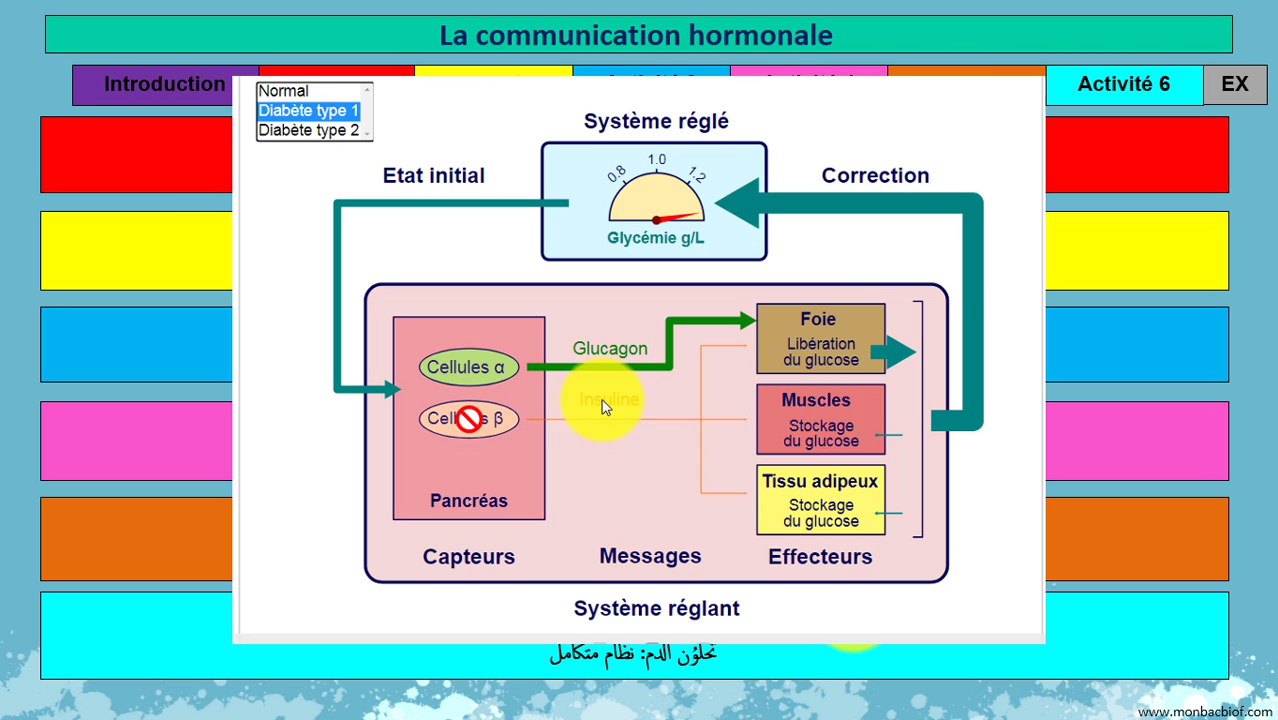 La communication hormonale
Introduction
Activité 6
EX
Normal
Diabète type 1
Diabète type 2
Système réglé
Etat initial
Correction
0.8
1.0
1.2
Glycémie g/L
Cellules α
β
Pancréas
Glucagon
Insuline
Foie
Libération
du glucose
Muscles
Stockage
du glucose
Tissu adipeux
Stockage
du glucose
Capteurs
Messages
Effecteurs
Système réglant
تحلوُن الدم: نظام متكامل
www.monbacbiof.com